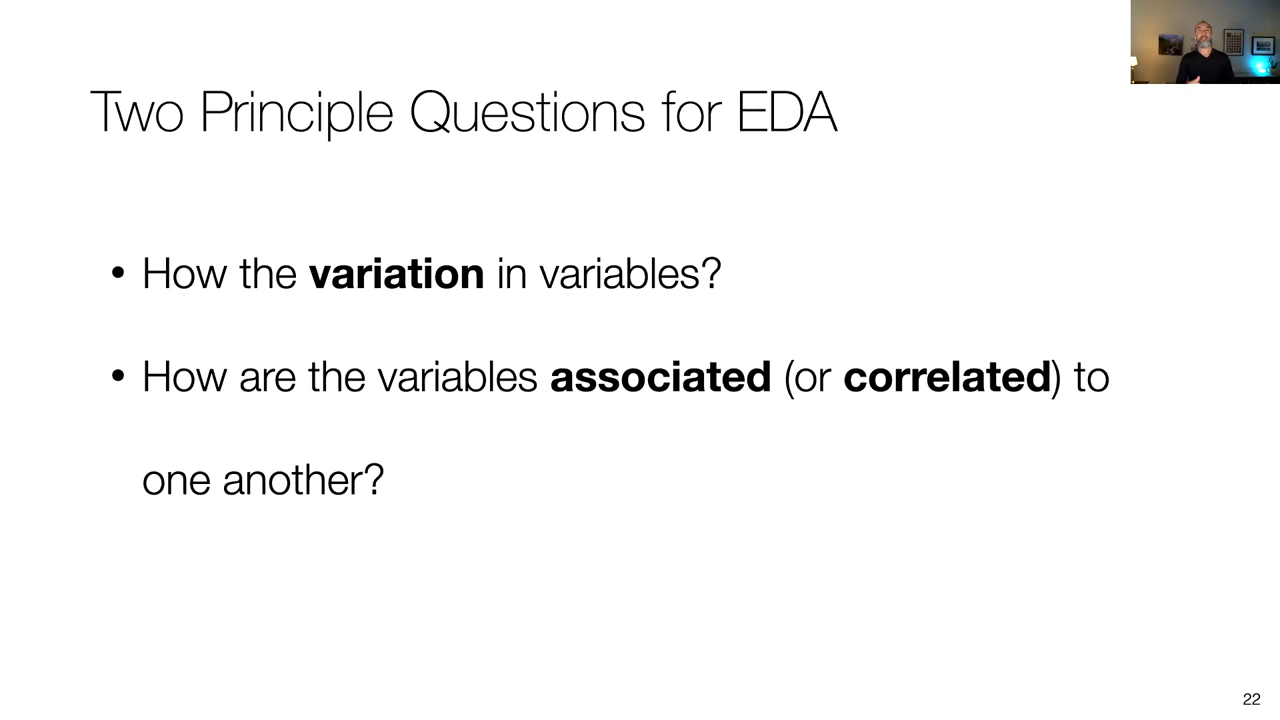 Two Principle Questions for EDA
• How the variation in variables?
• How are the variables associated (or correlated) to
one another?
22